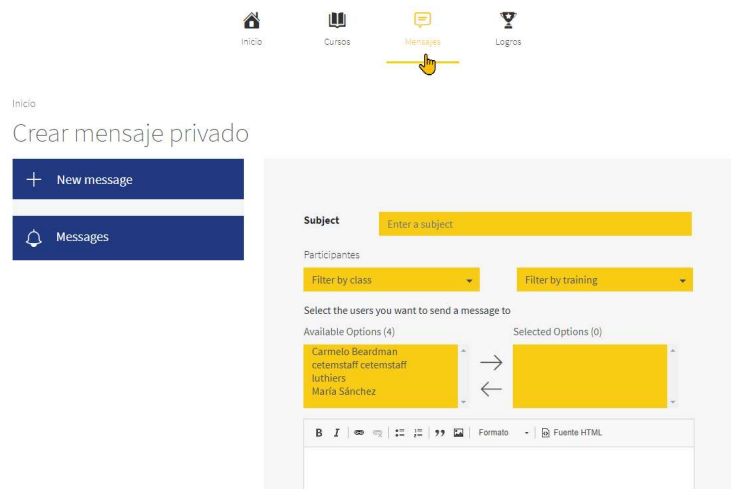 Inicio Cursos Mensajes Logros
Inicio
Crear mensaje privado
New message
Messages
Subject Enter a subject
Participantes
Filter by class Filter by training
Select the users you want to send a message to
Available Options (4) Selected Options (0)
Carmelo Beardman
cetemstaff cetemstaff
luthiers
María Sánchez
B I Formato Fuente HTML